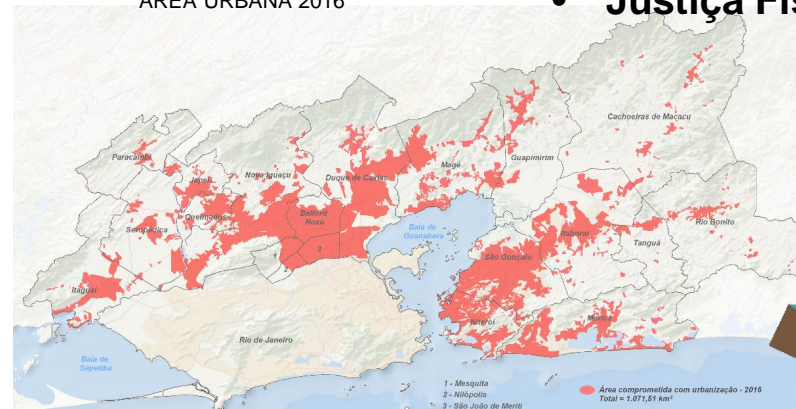 ÁREA URBANA 2016
• Justiça Fis
Cachoeiras de Macacu
Paracambi
Magé
Guapimirim
Japeri
Nova Iguaçu
Duque de Caxias
Queimados
Belford
Roxo
Rio Bonito
Seropédica
Baía de
Guanabara
Itaboraí
Tanguá
1
2
3
São Gonçalo
Itaguaí
Niterói
Maricá
Rio de Janeiro
Baía de
Sepetiba
1 - Mesquita
2 - Nilópolis
3 - São João de Meriti
Área comprometida com urbanização - 2016
Total = 1.071,51 km²